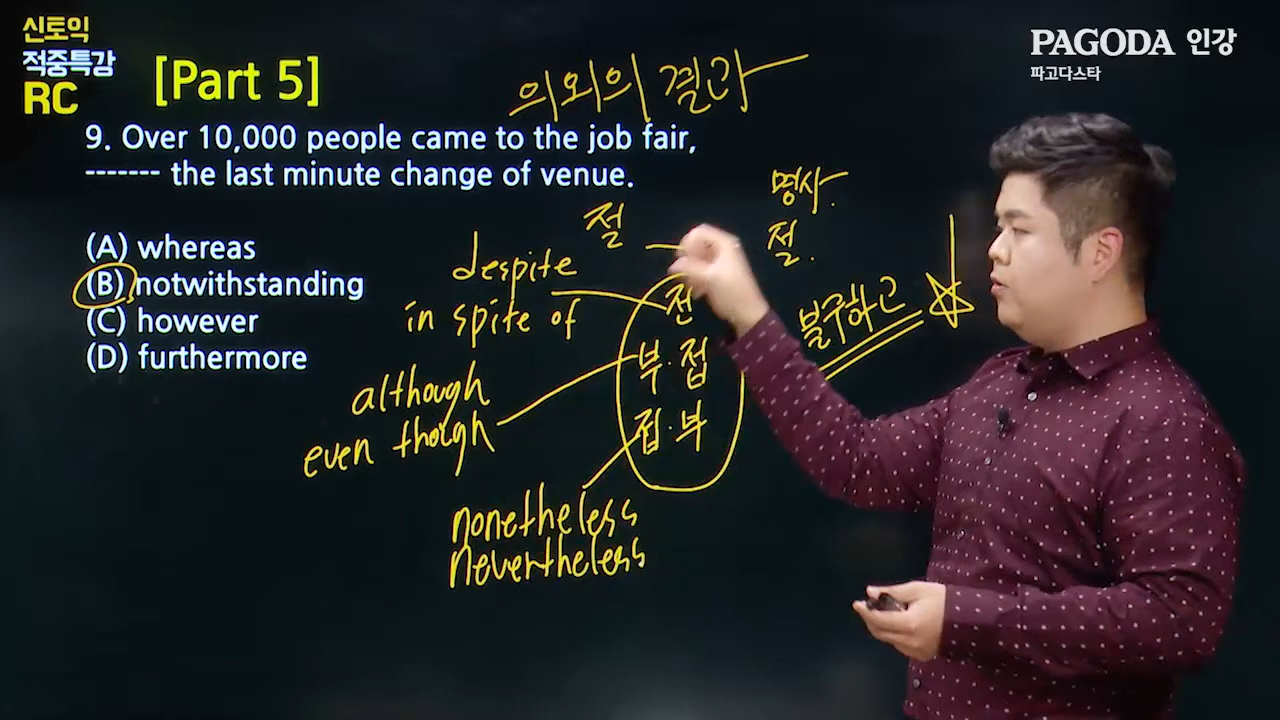 신토익
적중특강
RC
[Part 5]
PAGODA 인강
파고다스타
의외의 결과
9. Over 10,000 people came to the job fair,
------- the last minute change of venue.
(A) whereas
(B) notwithstanding
(C) however
(D) furthermore
절
명사.
절.
despite
in spite of
전
불구하고
although
even though
부·접
접·부
nonetheless
nevertheless